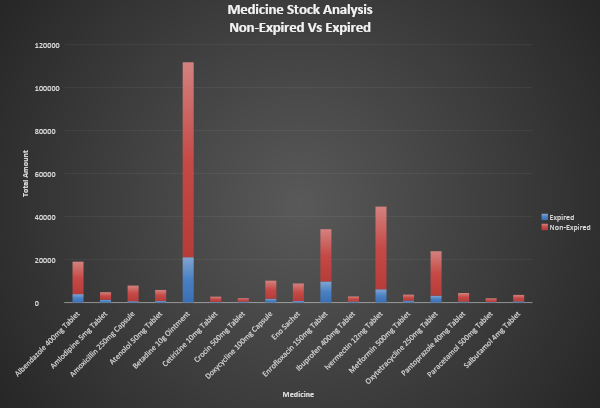 Medicine Stock Analysis
Non-Expired Vs Expired
120000
100000
80000
60000
40000
20000
0
Total Amount
Albendazole 400mg Tablet
Amlodipine 5mg Tablet
Amoxicillin 250mg Capsule
Atenolol 50mg Tablet
Betadine 10g Ointment
Cetirizine 10mg Tablet
Crocin 500mg Tablet
Doxycycline 100mg Capsule
Eno Sachet
Enrofloxacin 150mg Tablet
Ibuprofen 400mg Tablet
Ivermectin 12mg Tablet
Metformin 500mg Tablet
Oxytetracycline 250mg Tablet
Pantoprazole 40mg Tablet
Paracetamol 500mg Tablet
Salbutamol 4mg Tablet
Medicine
Expired
Non-Expired